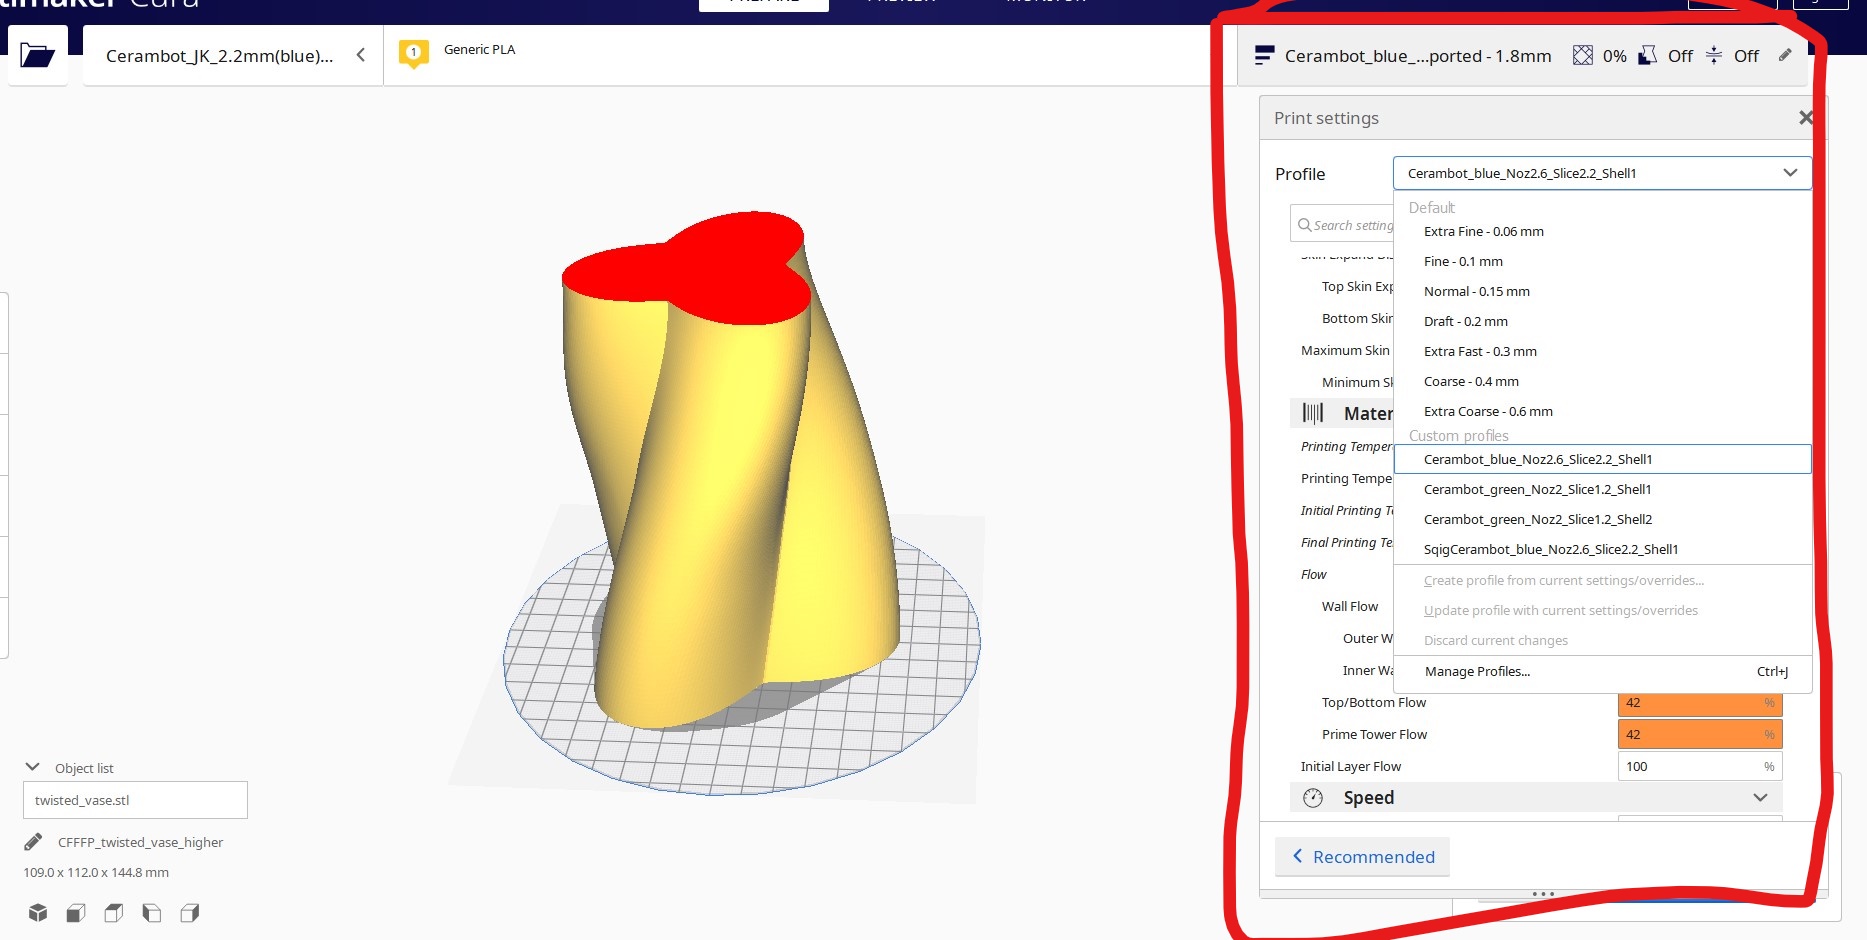 Cura
PREPARE
Cerambot_JK_2.2mm(blue)...
1
Generic PLA
Cerambot_blue_...ported - 1.8mm
0%
Off
Off
Print settings
Profile
Cerambot_blue_Noz2.6_Slice2.2_Shell1
Search setting
Default
Extra Fine - 0.06 mm
Fine - 0.1 mm
Normal - 0.15 mm
Draft - 0.2 mm
Extra Fast - 0.3 mm
Coarse - 0.4 mm
Extra Coarse - 0.6 mm
Custom profiles
Cerambot_blue_Noz2.6_Slice2.2_Shell1
Cerambot_green_Noz2_Slice1.2_Shell1
Cerambot_green_Noz2_Slice1.2_Shell2
SqigCerambot_blue_Noz2.6_Slice2.2_Shell1
Create profile from current settings/overrides...
Update profile with current settings/overrides
Discard current changes
Manage Profiles...
Ctrl+J
Top Skin Exp
Bottom Skin
Maximum Skin
Minimum Sk
Mater
Printing Temper
Printing Tempe
Initial Printing T
Final Printing Te
Flow
Wall Flow
Outer W
Inner Wa
Top/Bottom Flow
42 %
Prime Tower Flow
42 %
Initial Layer Flow
100 %
Speed
Recommended
Object list
twisted_vase.stl
CFFFP_twisted_vase_higher
109.0 x 112.0 x 144.8 mm